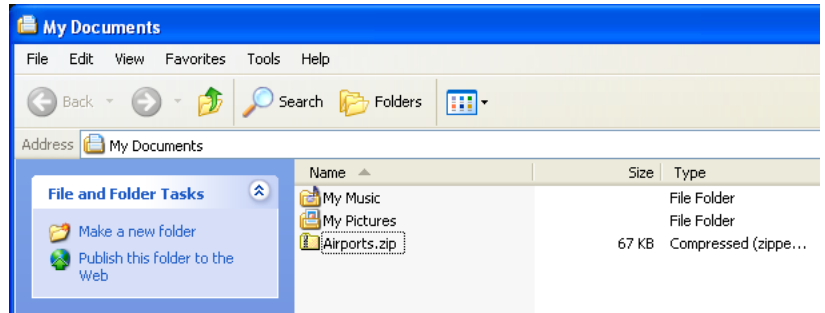 My Documents
File Edit View Favorites Tools Help
Back Search Folders
Address My Documents
Name Size Type
File and Folder Tasks
Make a new folder
Publish this folder to the
Web
My Music File Folder
My Pictures File Folder
Airports.zip 67 KB Compressed (zippe...